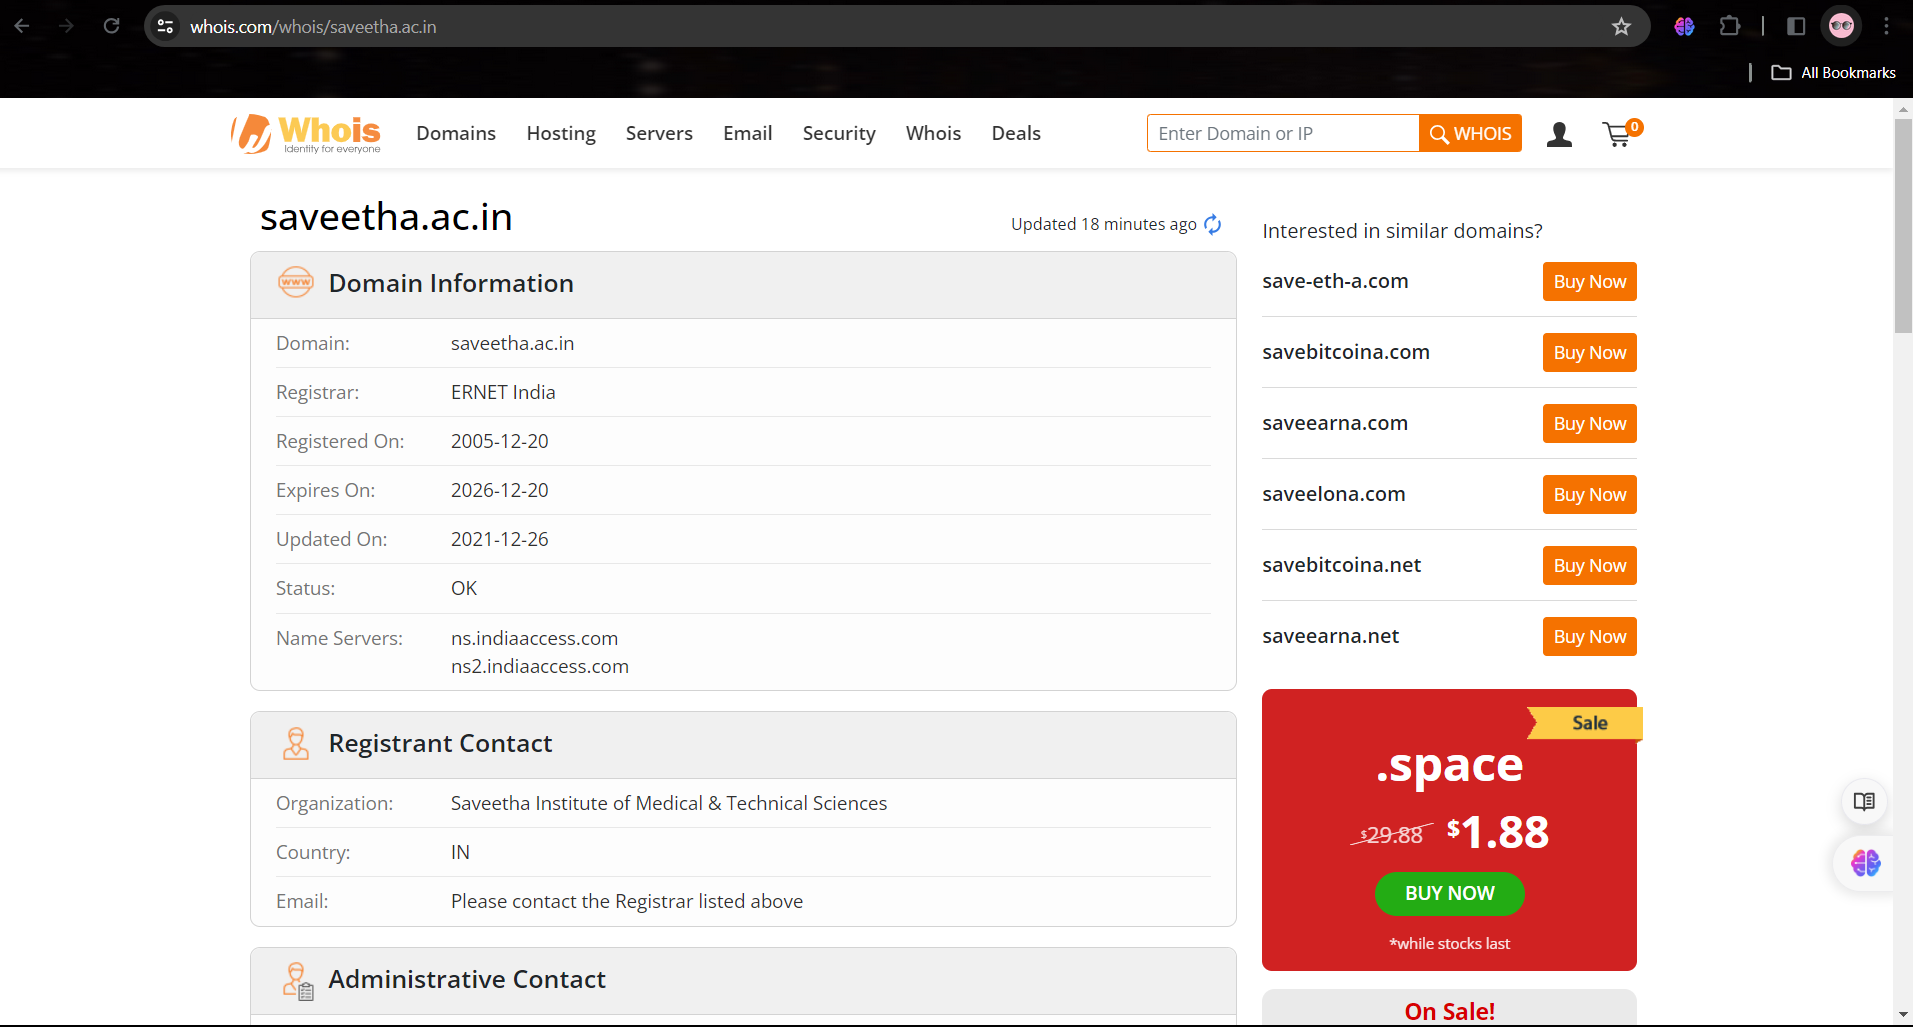 whois.com/whois/saveetha.ac.in
All Bookmarks
Whois
Identity for everyone
Domains Hosting Servers Email Security Whois Deals
Enter Domain or IP
WHOIS
0
saveetha.ac.in
Updated 18 minutes ago
Domain Information
Domain: saveetha.ac.in
Registrar: ERNET India
Registered On: 2005-12-20
Expires On: 2026-12-20
Updated On: 2021-12-26
Status: OK
Name Servers: ns.indiaaccess.com
ns2.indiaaccess.com
Registrant Contact
Organization: Saveetha Institute of Medical & Technical Sciences
Country: IN
Email: Please contact the Registrar listed above
Administrative Contact
Interested in similar domains?
save-eth-a.com Buy Now
savebitcoina.com Buy Now
saveearna.com Buy Now
saveelona.com Buy Now
savebitcoina.net Buy Now
saveearna.net Buy Now
Sale
.space
$29.88 $1.88
BUY NOW
*while stocks last
On Sale!